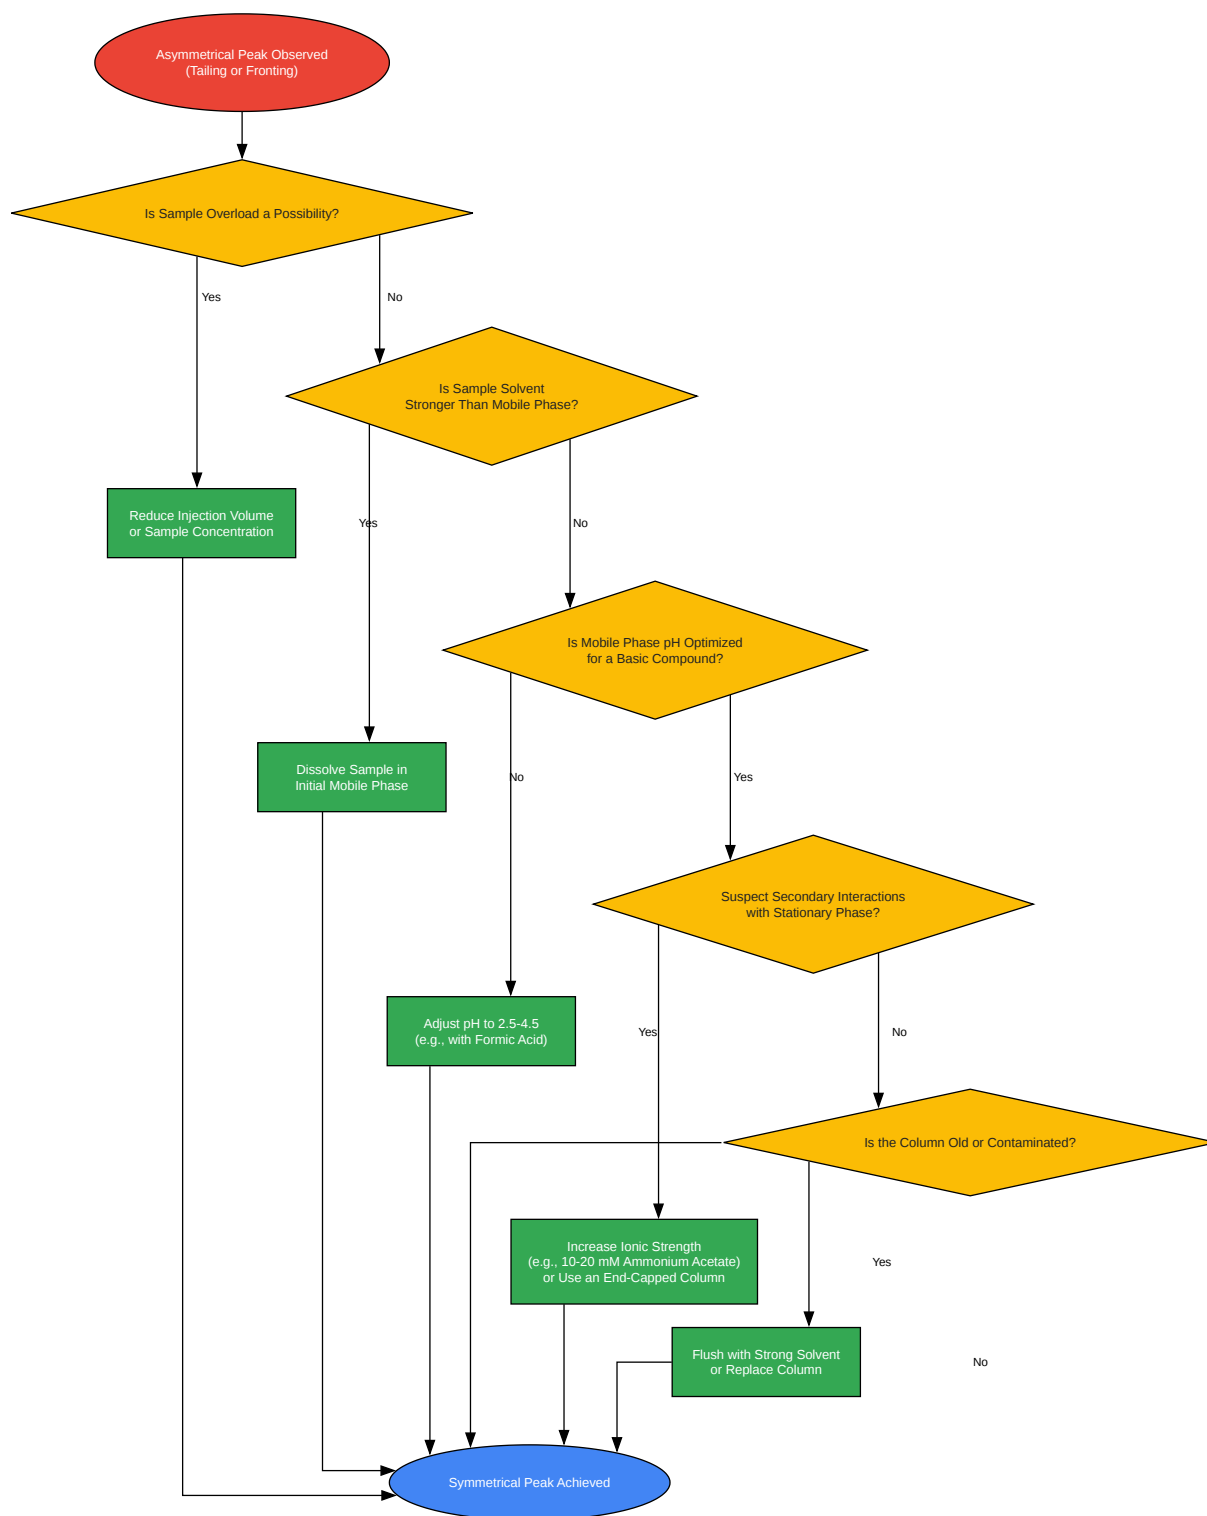 Asymmetrical Peak Observed
(Tailing or Fronting)
Is Sample Overload a Possibility?
Yes
No
Is Sample Solvent
Stronger Than Mobile Phase?
Reduce Injection Volume
or Sample Concentration
Yes
No
Is Mobile Phase pH Optimized
for a Basic Compound?
Dissolve Sample in
Initial Mobile Phase
No
Yes
Suspect Secondary Interactions
with Stationary Phase?
Adjust pH to 2.5-4.5
(e.g., with Formic Acid)
Yes
No
Is the Column Old or Contaminated?
Increase Ionic Strength
(e.g., 10-20 mM Ammonium Acetate)
or Use an End-Capped Column
Yes
Flush with Strong Solvent
or Replace Column
No
Symmetrical Peak Achieved